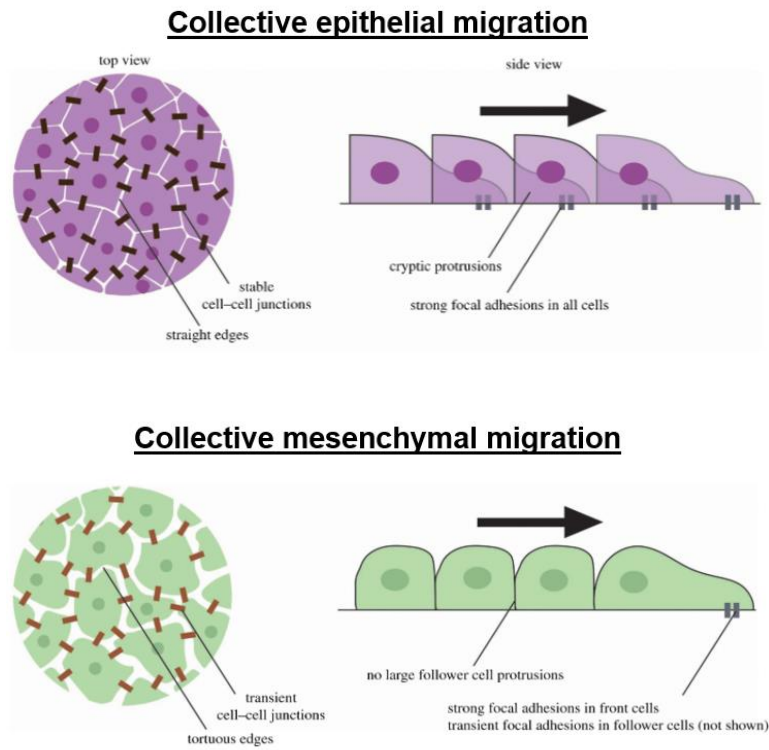 Collective epithelial migration
top view
side view
cryptic protrusions
stable
cell–cell junctions
strong focal adhesions in all cells
straight edges
Collective mesenchymal migration
no large follower cell protrusions
transient
cell–cell junctions
strong focal adhesions in front cells
transient focal adhesions in follower cells (not shown)
tortuous edges